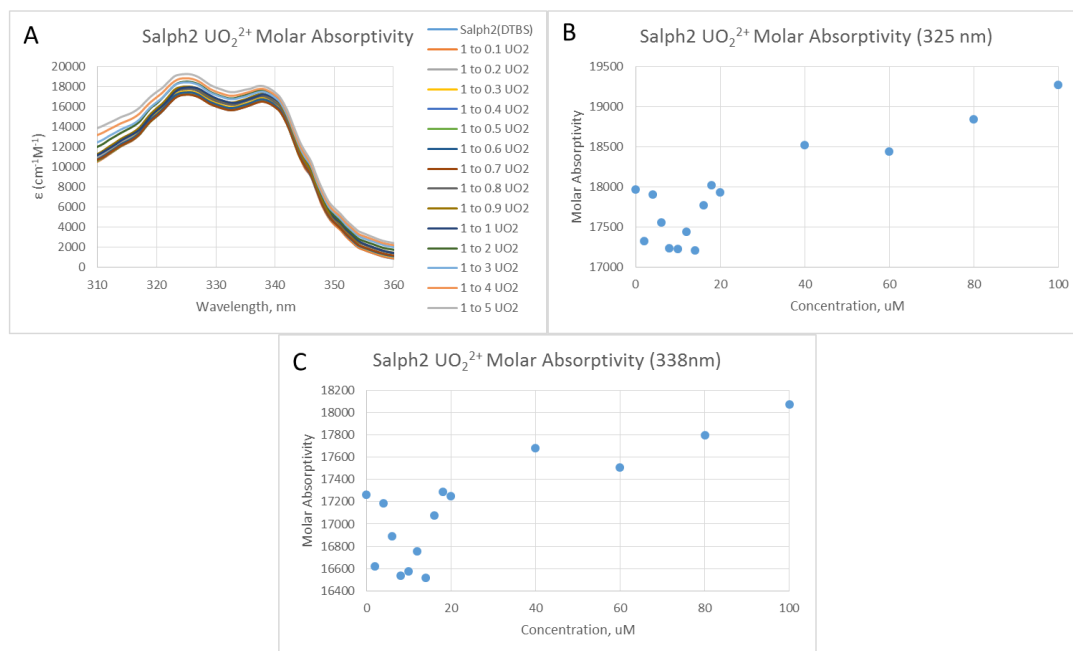 A
Salph2 UO₂²⁺ Molar Absorptivity
ε (cm⁻¹M⁻¹)
20000
18000
16000
14000
12000
10000
8000
6000
4000
2000
0
310 320 330 340 350 360
Wavelength, nm
Salph2(DTBS)
1 to 0.1 UO2
1 to 0.2 UO2
1 to 0.3 UO2
1 to 0.4 UO2
1 to 0.5 UO2
1 to 0.6 UO2
1 to 0.7 UO2
1 to 0.8 UO2
1 to 0.9 UO2
1 to 1 UO2
1 to 2 UO2
1 to 3 UO2
1 to 4 UO2
1 to 5 UO2
B
Salph2 UO₂²⁺ Molar Absorptivity (325 nm)
Molar Absorptivity
19500
19000
18500
18000
17500
17000
0 20 40 60 80 100
Concentration, uM
C
Salph2 UO₂²⁺ Molar Absorptivity (338nm)
Molar Absorptivity
18200
18000
17800
17600
17400
17200
17000
16800
16600
16400
0 20 40 60 80 100
Concentration, uM